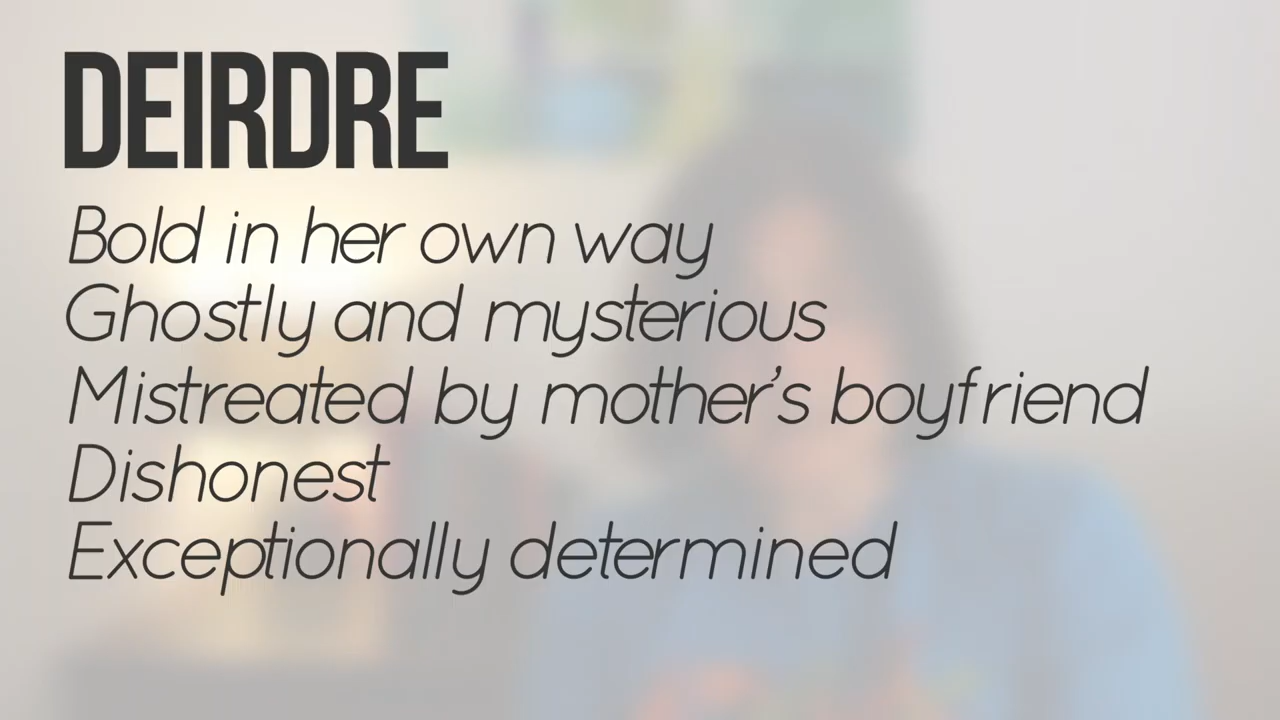 DEIRDRE
Bold in her own way
Ghostly and mysterious
Mistreated by mother's boyfriend
Dishonest
Exceptionally determined